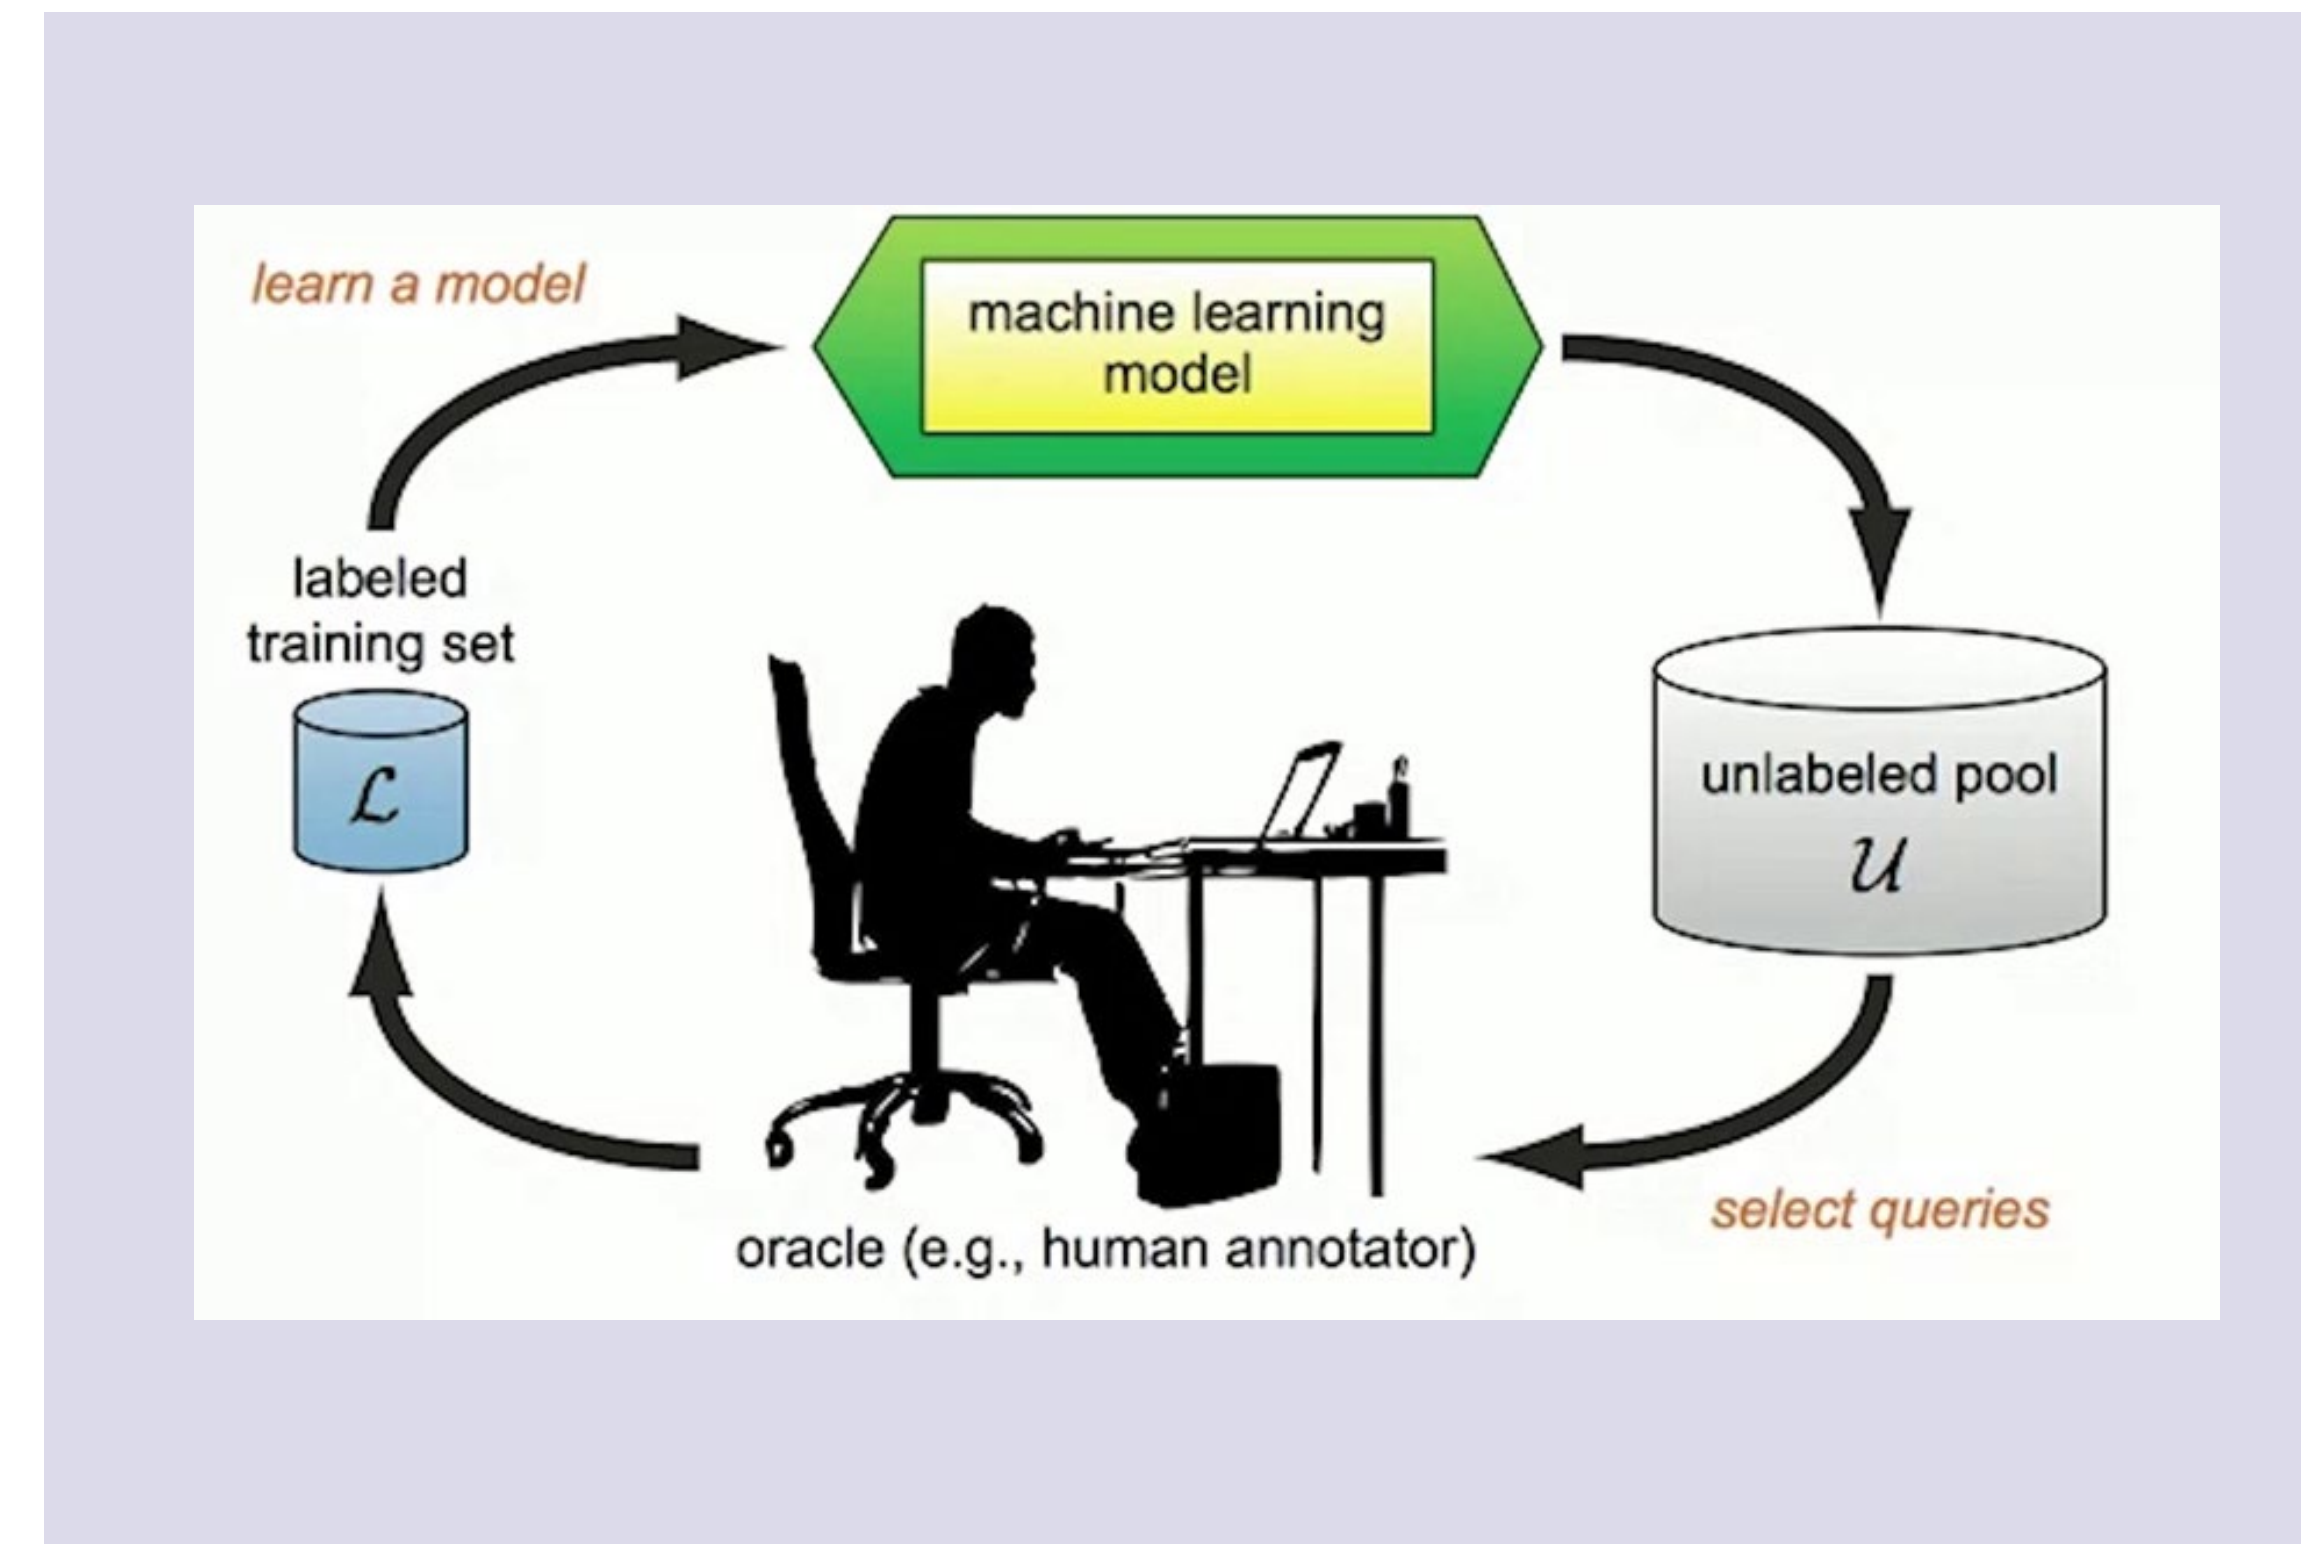 learn a model
machine learning
model
labeled
training set
ℒ
unlabeled pool
𝒰
select queries
oracle (e.g., human annotator)